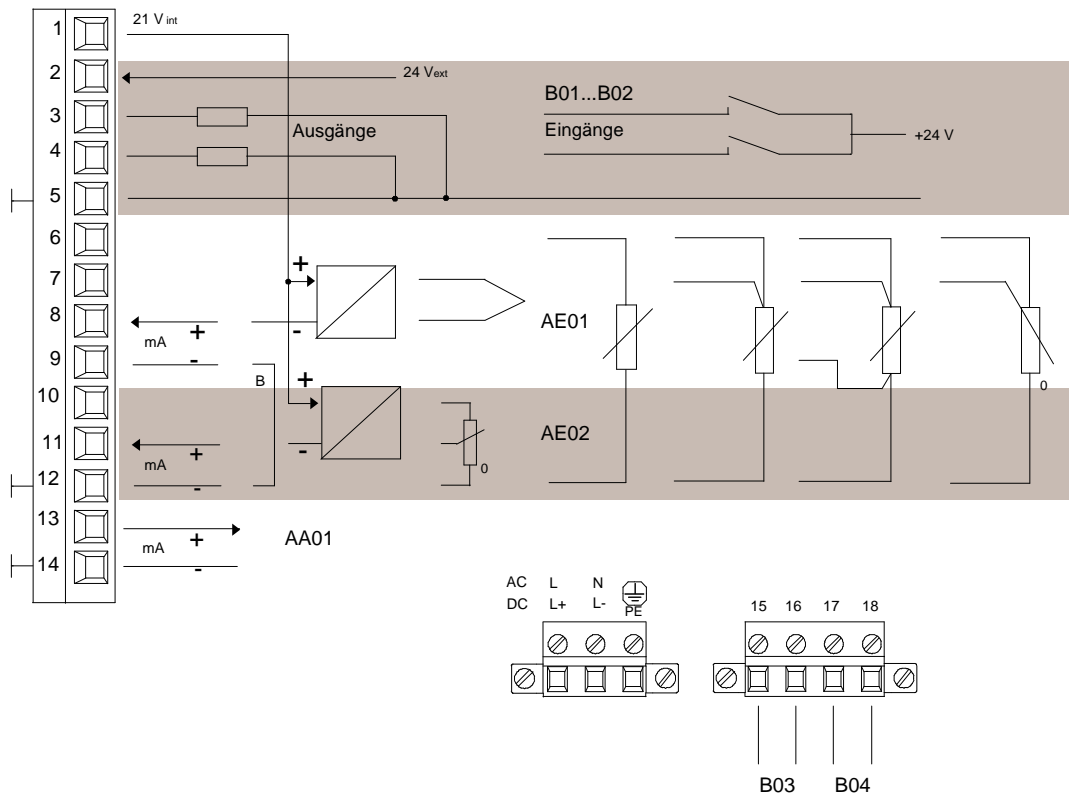 1
21 V int
2
24 Vext
3
4
Ausgänge
B01...B02
Eingänge
+24 V
5
6
7
8
+
-
mA
+
-
AE01
9
B
10
+
-
0
11
mA
+
-
0
AE02
12
13
mA
+
-
AA01
14
AC L N
DC L+ L- PE
15 16 17 18
B03 B04